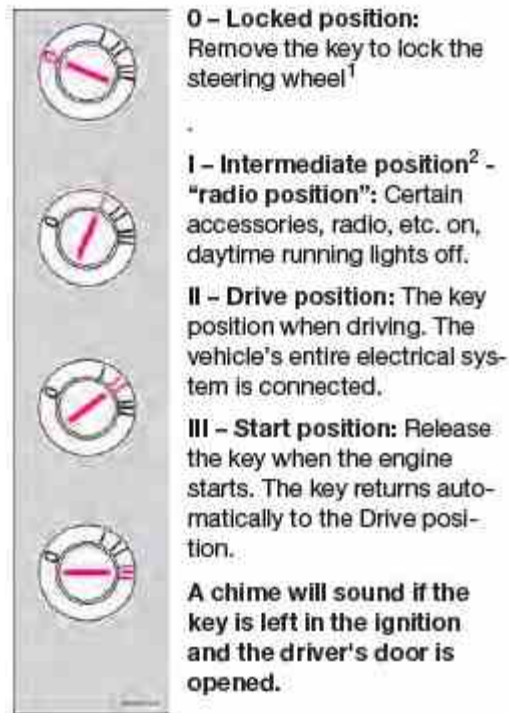 0 – Locked position:
Remove the key to lock the
steering wheel1
.
I – Intermediate position2 -
“radio position”: Certain
accessories, radio, etc. on,
daytime running lights off.
II – Drive position: The key
position when driving. The
vehicle's entire electrical sys-
tem is connected.
III – Start position: Release
the key when the engine
starts. The key returns auto-
matically to the Drive posi-
tion.
A chime will sound if the
key is left in the ignition
and the driver's door is
opened.